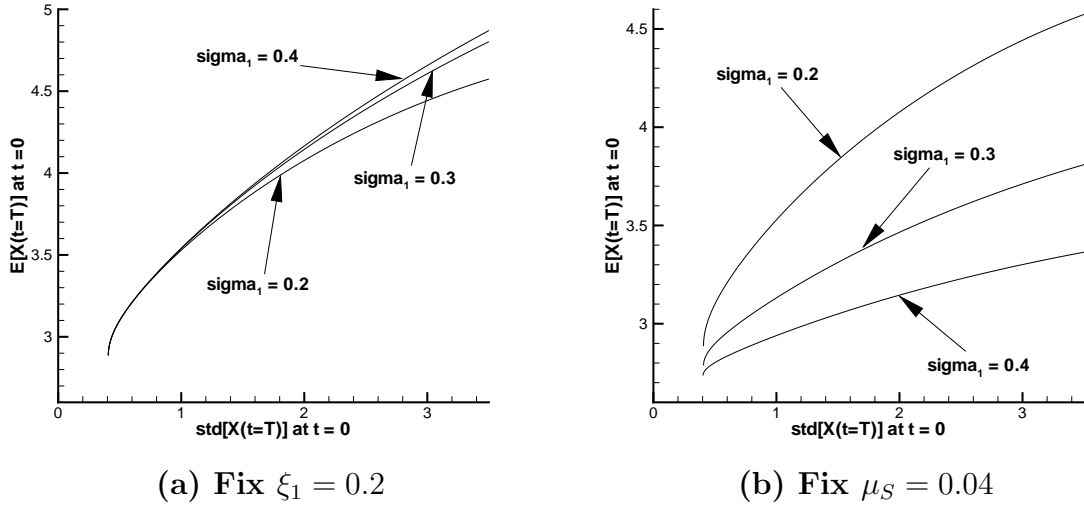 5
4.5
4
3.5
3
0
1
2
3
E[X(t=T)] at t =0
std[X(t=T)] at t = 0
sigma₁ = 0.4
sigma₁ = 0.3
sigma₁ = 0.2
(a) Fix ξ₁ = 0.2
4.5
4
3.5
3
0
1
2
3
E[X(t=T)] at t =0
std[X(t=T)] at t = 0
sigma₁ = 0.2
sigma₁ = 0.3
sigma₁ = 0.4
(b) Fix μ_S = 0.04